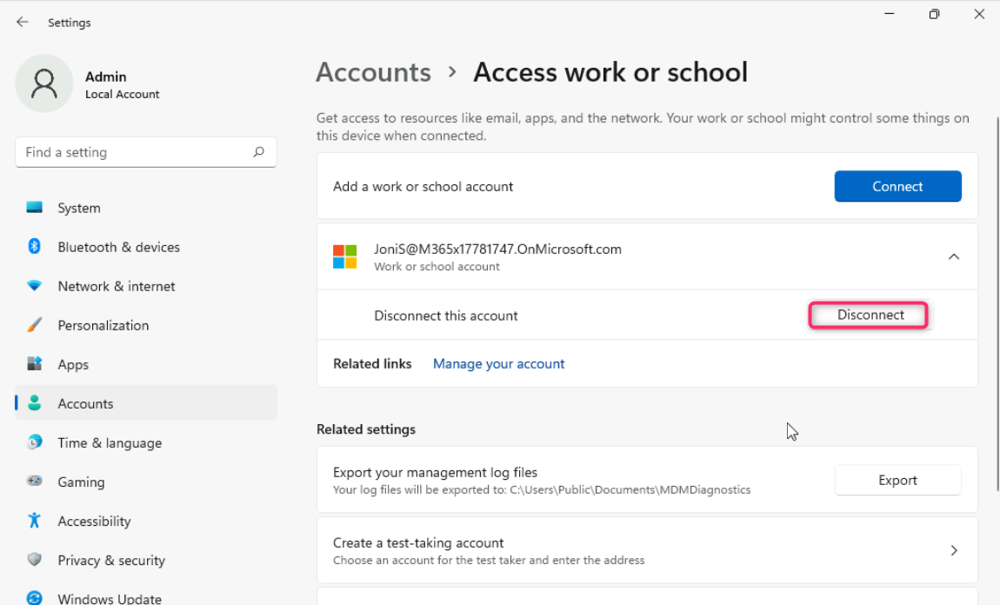 Settings
Admin
Local Account
Find a setting
System
Bluetooth & devices
Network & internet
Personalization
Apps
Accounts
Time & language
Gaming
Accessibility
Privacy & security
Windows Update
Accounts › Access work or school
Get access to resources like email, apps, and the network. Your work or school might control some things on
this device when connected.
Add a work or school account
Connect
JoniS@M365x17781747.OnMicrosoft.com
Work or school account
Disconnect this account
Disconnect
Related links Manage your account
Related settings
Export your management log files
Your log files will be exported to: C:\Users\Public\Documents\MDMDiagnostics
Export
Create a test-taking account
Choose an account for the test taker and enter the address